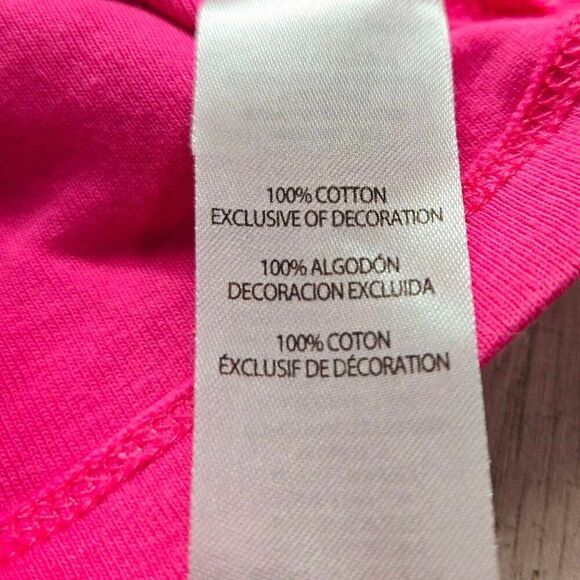 100% COTTON
EXCLUSIVE OF DECORATION
100% ALGODÓN
DECORACION EXCLUIDA
100% COTON
ÉXCLUSIF DE DÉCORATION